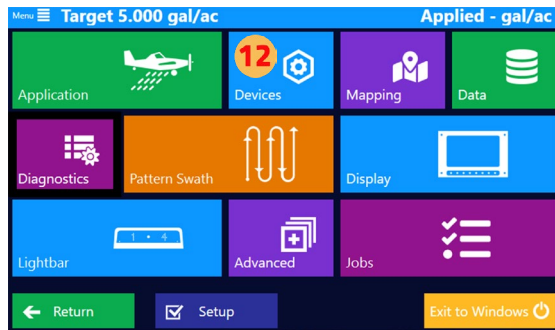 Menu Target 5.000 gal/ac Applied - gal/ac
12
Application Devices Mapping Data
Diagnostics Pattern Swath Display
1 • 4
Lightbar Advanced Jobs
Return Setup Exit to Windows